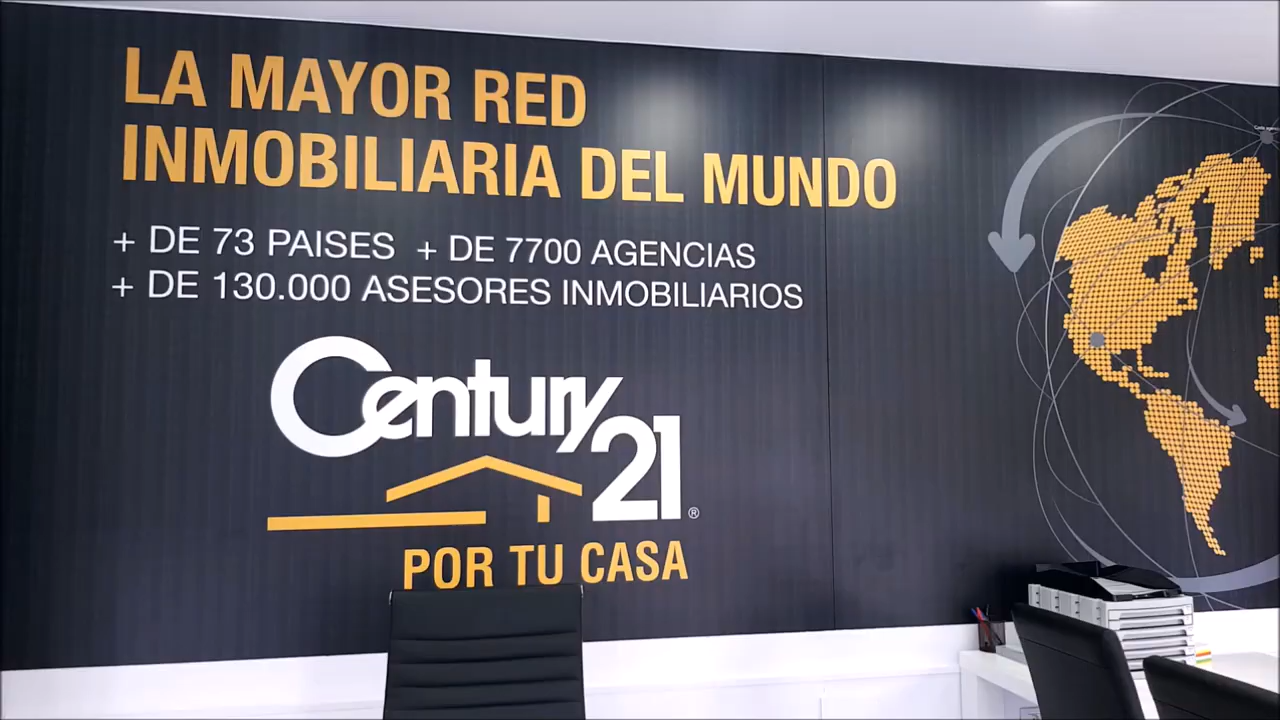 LA MAYOR RED
INMOBILIARIA DEL MUNDO
+ DE 73 PAISES + DE 7700 AGENCIAS
+ DE 130.000 ASESORES INMOBILIARIOS
Century
21®
POR TU CASA